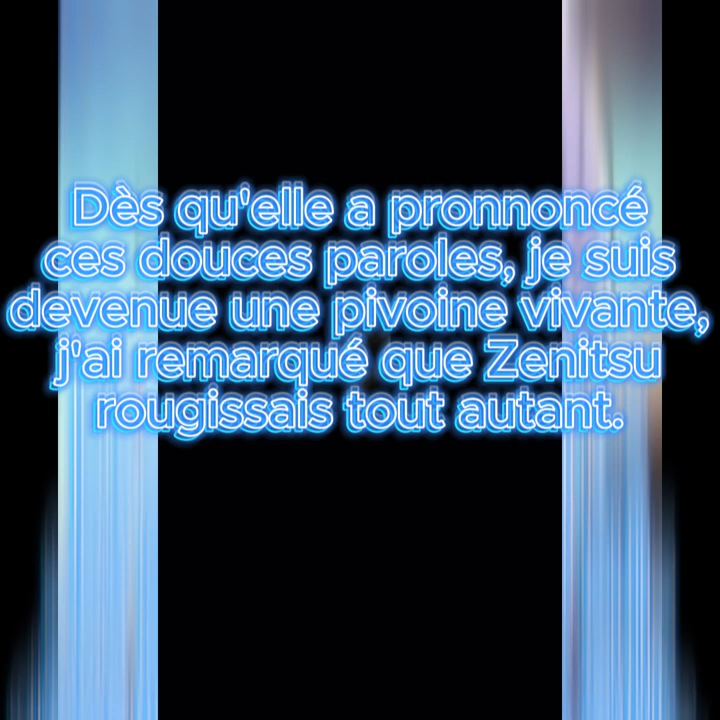 Dès qu'elle a pronnoncé
ces douces paroles, je suis
devenue une pivoine vivante,
j'ai remarqué que Zenitsu
rougissais tout autant.